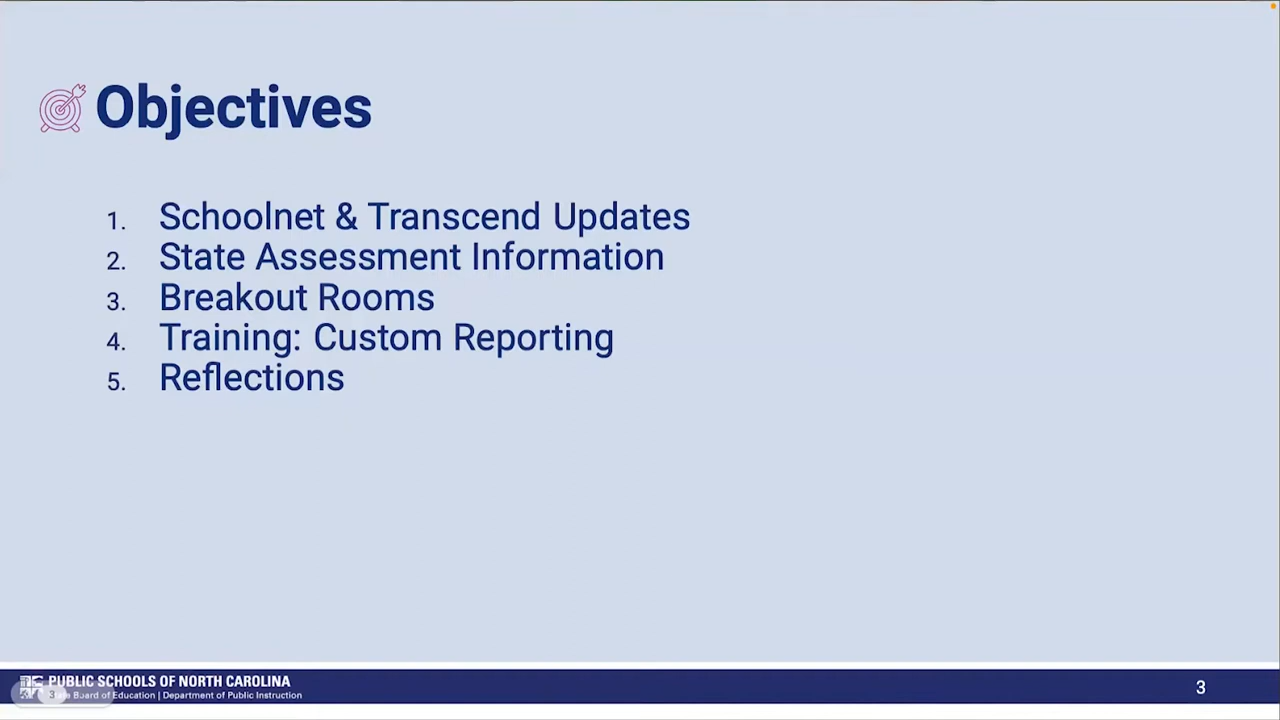 Objectives
1. Schoolnet & Transcend Updates
2. State Assessment Information
3. Breakout Rooms
4. Training: Custom Reporting
5. Reflections
PUBLIC SCHOOLS OF NORTH CAROLINA
Board of Education | Department of Public Instruction
3
3